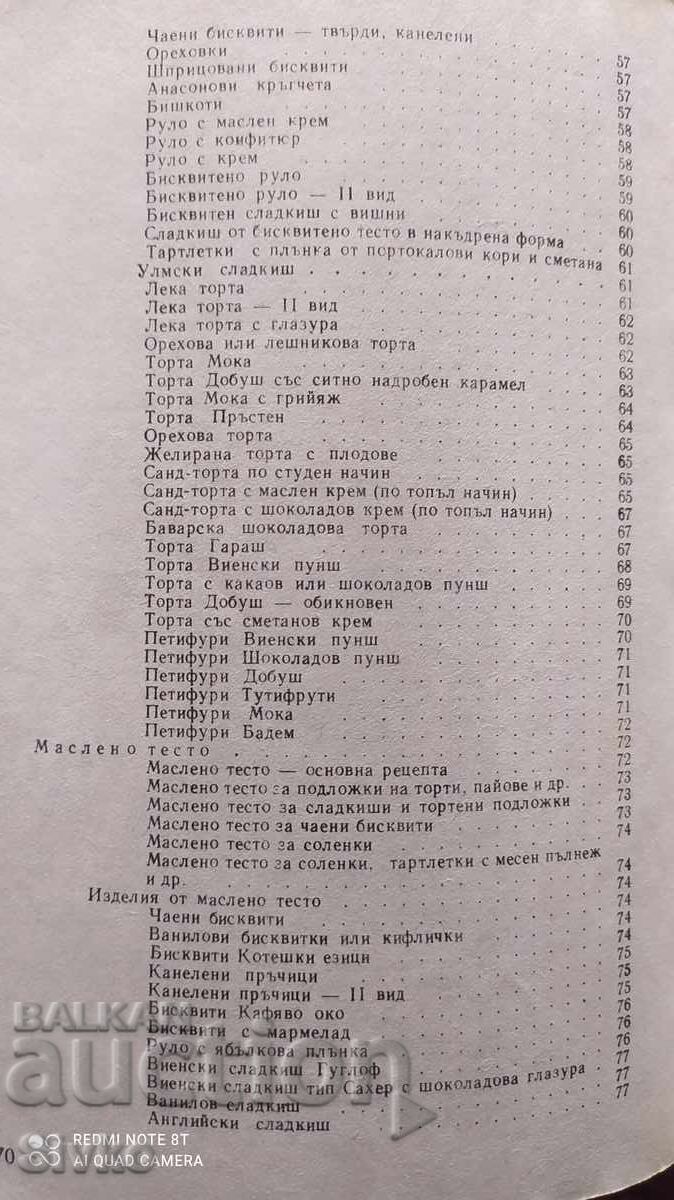 Чаени бисквити — твърди, канелени
Ореховки 57
Шприцовани бисквити 57
Анасонови кръгчета 57
Бишкоти 57
Руло с маслен крем 58
Руло с конфитюр 58
Руло с крем 58
Бисквитено руло 59
Бисквитено руло — II вид 59
Бисквитен сладкиш с вишни 60
Сладкиш от бисквитено тесто в накъдрена форма 60
Тартлетки с плънка от портокалови кори и сметана 60
Улмски сладкиш 61
Лека торта 61
Лека торта — II вид 61
Лека торта с глазура 62
Орехова или лешникова торта 62
Торта Мока 62
Торта Добуш със ситно надробен карамел 63
Торта Мока с грийяж 63
Торта Пръстен 64
Орехова торта 64
Желирана торта с плодове 65
Санд-торта по студен начин 65
Санд-торта с маслен крем (по топъл начин) 65
Санд-торта с шоколадов крем (по топъл начин) 65
Баварска шоколадова торта 67
Торта Гараш 67
Торта Виенски пунш 67
Торта с какаов или шоколадов пунш 68
Торта Добуш — обикновен 69
Торта със сметанов крем 69
Петифури Виенски пунш 70
Петифури Шоколадов пунш 70
Петифури Добуш 71
Петифури Тутифрути 71
Петифури Мока 71
Петифури Бадем 71
Маслено тесто 72
Маслено тесто — основна рецепта 72
Маслено тесто за подложки на торти, пайове и др. 72
Маслено тесто за сладкиши и тортени подложки 73
Маслено тесто за чаени бисквити 73
Маслено тесто за соленки 73
Маслено тесто за соленки, тартлетки с месен пълнеж 74
и др.
Изделия от маслено тесто 74
Чаени бисквити 74
Ванилови бисквитки или кифлички 74
Бисквити Котешки езици 74
Канелени пръчици 75
Канелени пръчици — II вид 75
Бисквити Кафяво око 75
Бисквити с мармелад 76
Руло с ябълкова плънка 76
Виенски сладкиш Гуглоф 76
Виенски сладкиш тип Сахер с шоколадова глазура 77
Ванилов сладкиш 77
Английски сладкиш 77
70
BALKAN
auction
REDMI NOTE 8T
AI QUAD CAMERA